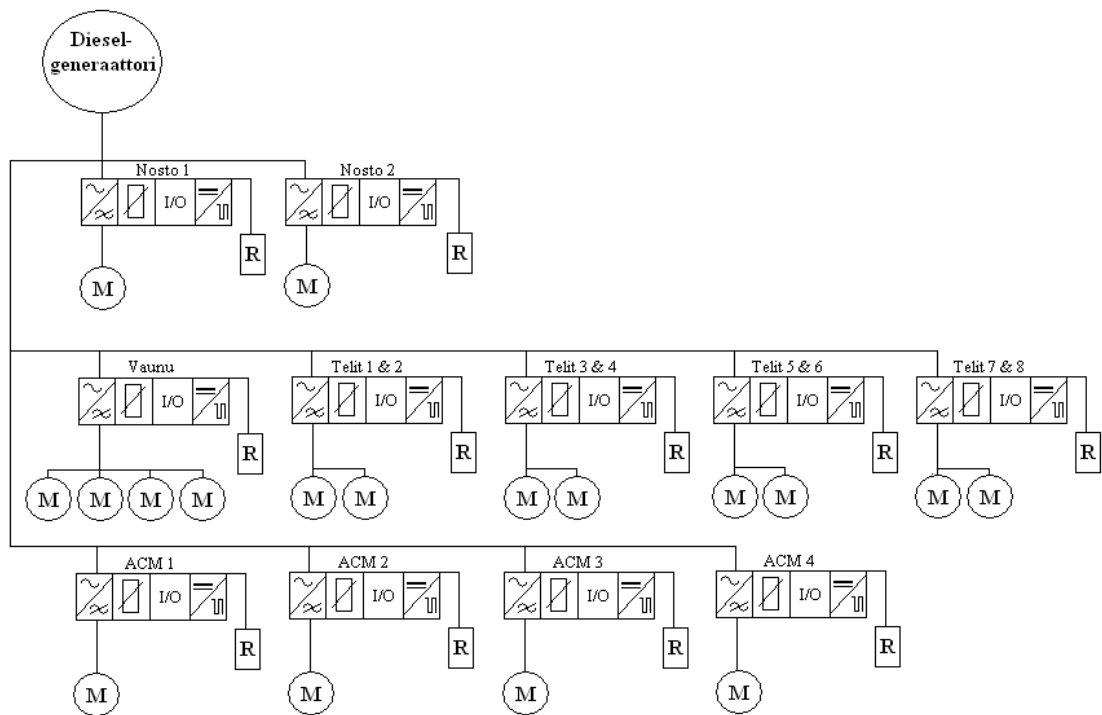 Diesel-
generaattori
Nosto 1 Nosto 2
I/O I/O
R R
M M
Vaunu Telit 1 & 2 Telit 3 & 4 Telit 5 & 6 Telit 7 & 8
I/O I/O I/O I/O I/O
R R R R R
M M M M M M M M M M M M
ACM 1 ACM 2 ACM 3 ACM 4
I/O I/O I/O I/O
R R R R
M M M M